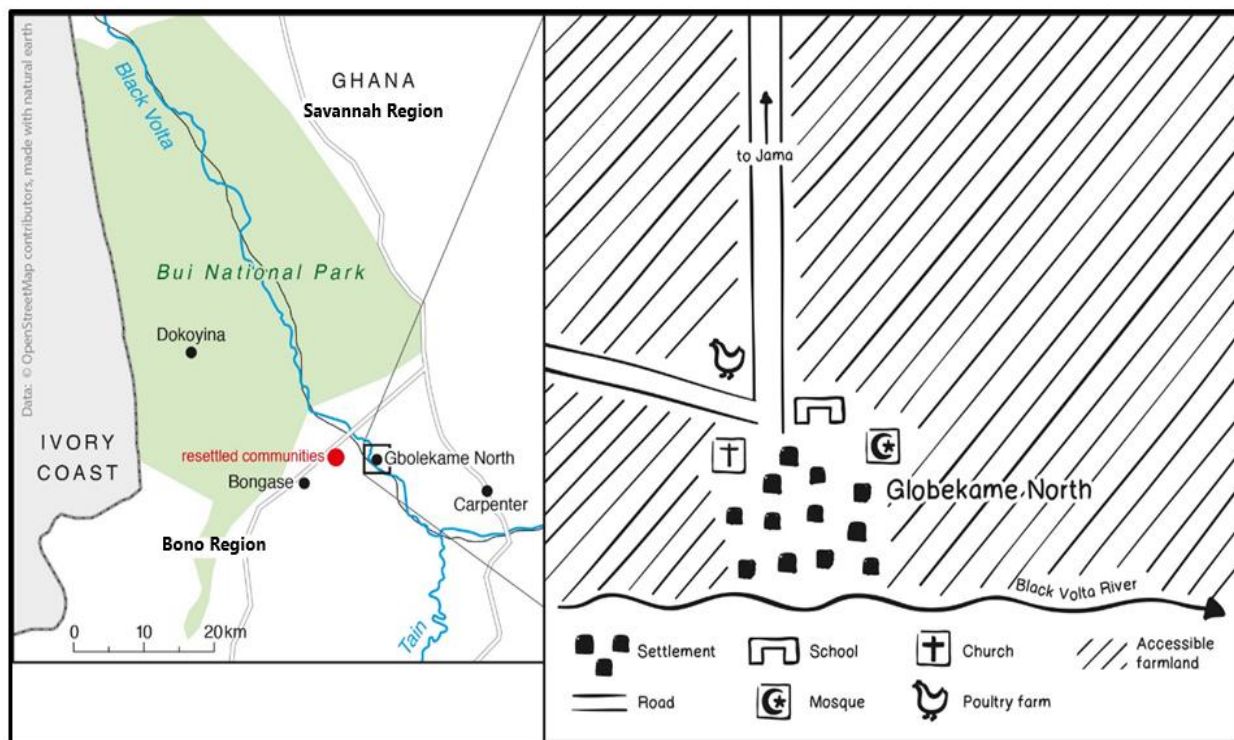 Data: © OpenStreetMap contributors, made with natural earth
Black Volta
GHANA
Savannah Region
Bui National Park
Dokoyina
IVORY
COAST
resettled communities
Gbolekame North
Bongase
Carpenter
Bono Region
Tain
0 10 20 km
to Jama
Globekame North
Black Volta River
Settlement
School
Church
Accessible
farmland
Road
Mosque
Poultry farm